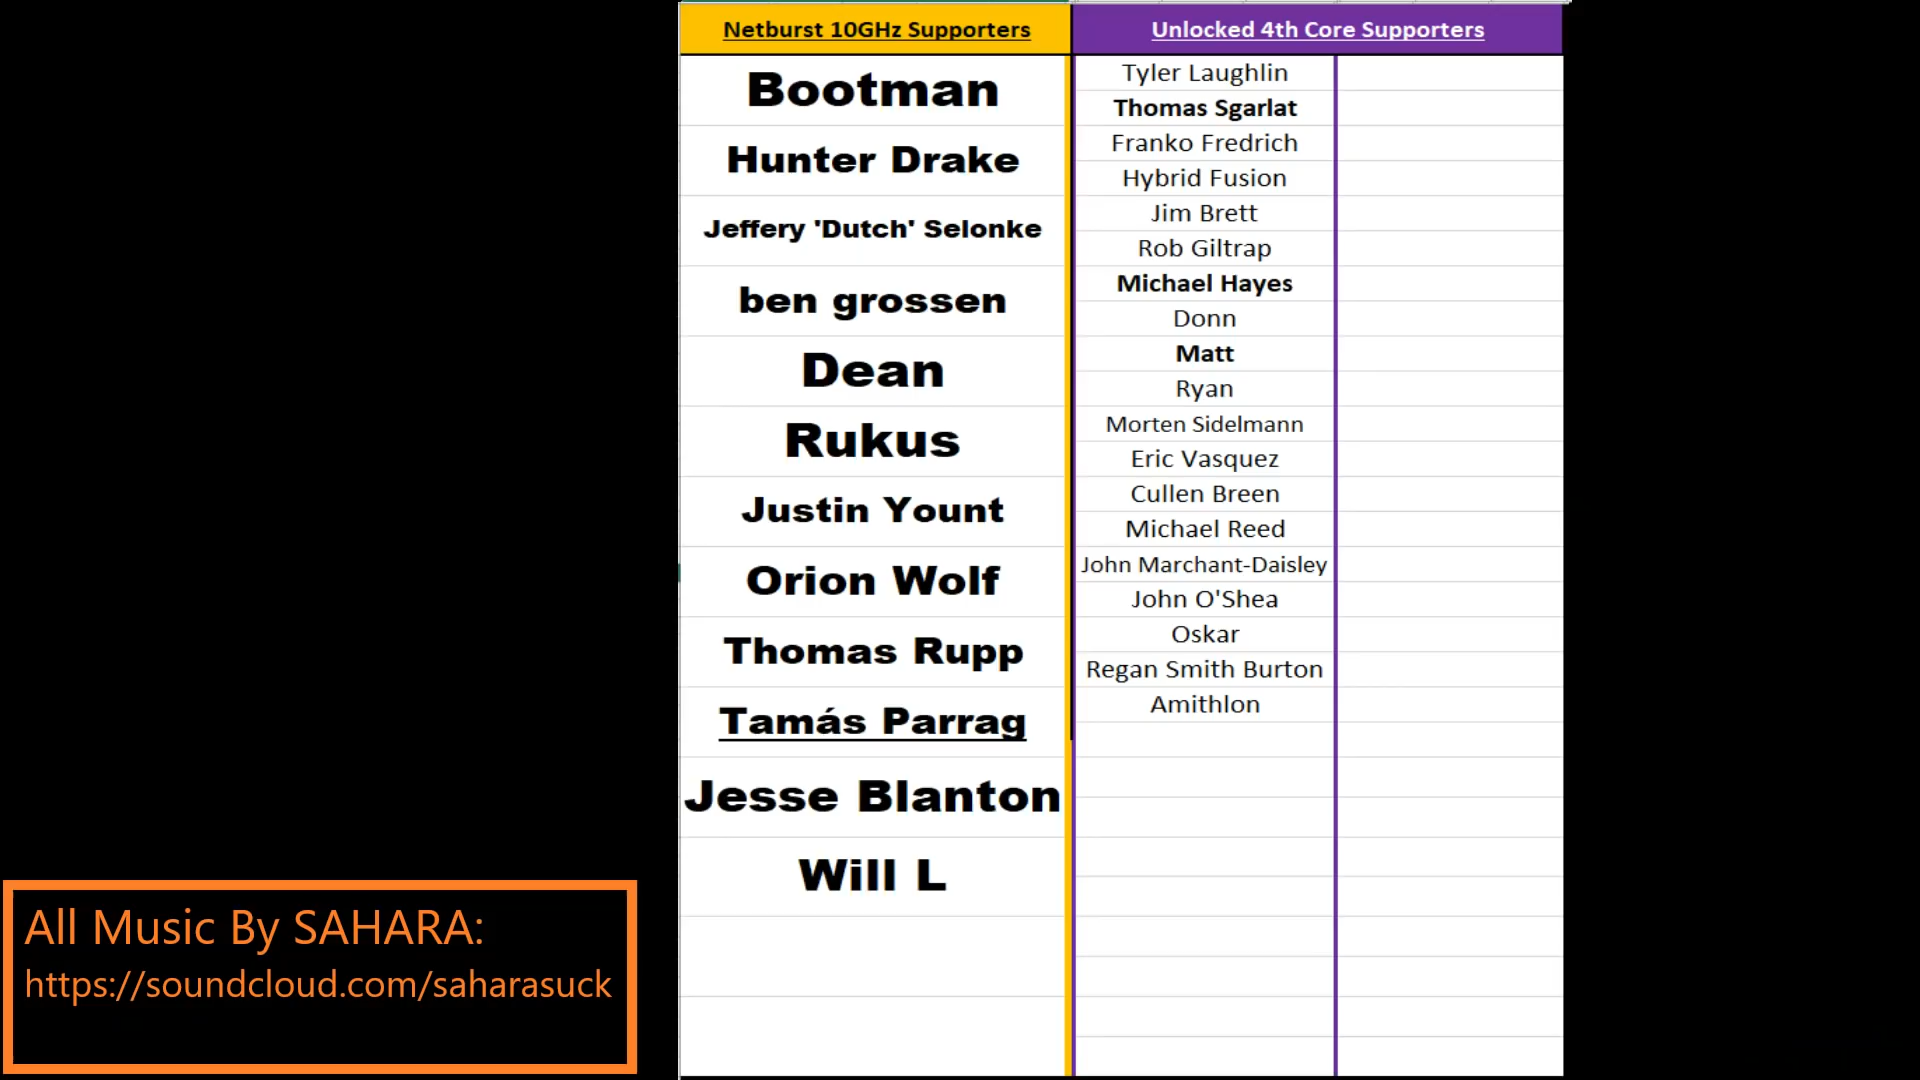 Netburst 10GHz Supporters
Bootman
Hunter Drake
Jeffery 'Dutch' Selonke
ben grossen
Dean
Rukus
Justin Yount
Orion Wolf
Thomas Rupp
Tamás Parrag
Jesse Blanton
Will L
Unlocked 4th Core Supporters
Tyler Laughlin
Thomas Sgarlat
Franko Fredrich
Hybrid Fusion
Jim Brett
Rob Giltrap
Michael Hayes
Donn
Matt
Ryan
Morten Sidelmann
Eric Vasquez
Cullen Breen
Michael Reed
John Marchant-Daisley
John O'Shea
Oskar
Regan Smith Burton
Amithlon
All Music By SAHARA:
https://soundcloud.com/saharasuck